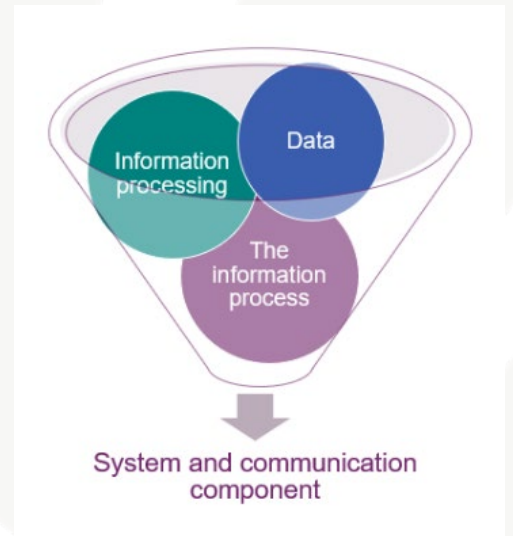 Data
Information
processing
The
information
process
System and communication
component